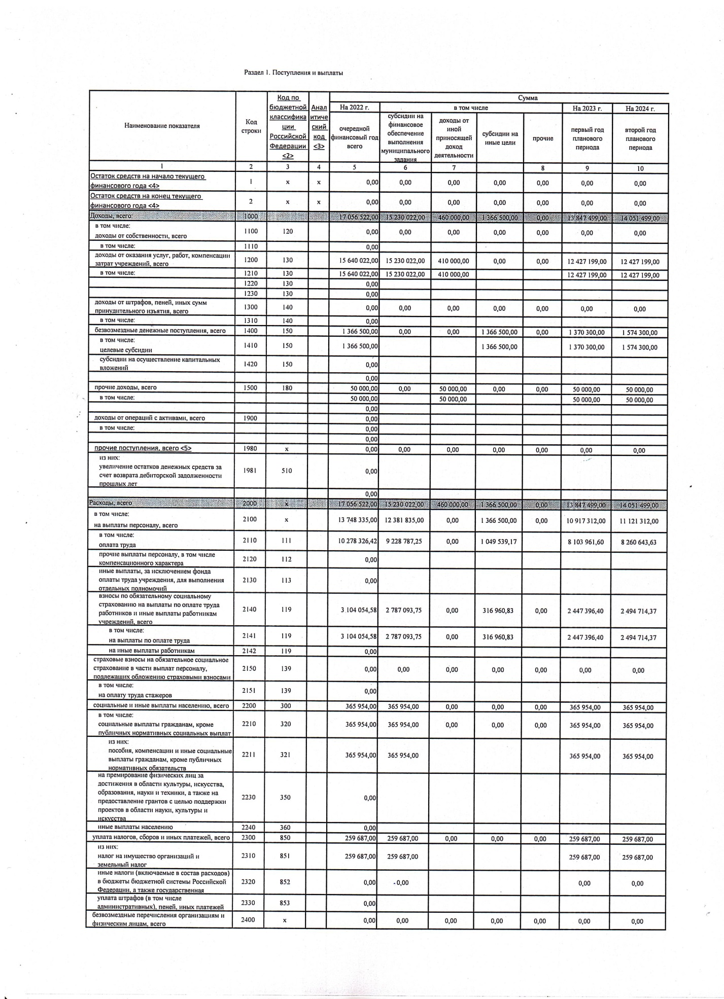 Раздел 1. Поступления и выплаты
Наименование показателя
Код строки
Код по бюджетной классифика ции Российской Федерации <2>
Анал итиче ский код <3>
Сумма
На 2022 г.
в том числе
На 2023 г.
На 2024 г.
очередной финансовый год всего
субсидии на финансовое обеспечение выполнения муниципального задания
доходы от иной приносящей доход деятельности
субсидии на иные цели
прочие
первый год планового периода
второй год планового периода
1 2 3 4 5 6 7 8 9 10
Остаток средств на начало текущего
финансового года <4> 1 x x 0,00 0,00 0,00 0,00 0,00 0,00 0,00
Остаток средств на конец текущего
финансового года <4> 2 x x 0,00 0,00 0,00 0,00 0,00 0,00 0,00
Доходы, всего: 1000 17 056 522,00 15 230 022,00 460 000,00 1 366 500,00 0,00 13 847 499,00 14 051 499,00
в том числе:
доходы от собственности, всего 1100 120 0,00 0,00 0,00 0,00 0,00 0,00 0,00
в том числе: 1110 0,00
доходы от оказания услуг, работ, компенсации
затрат учреждений, всего 1200 130 15 640 022,00 15 230 022,00 410 000,00 0,00 0,00 12 427 199,00 12 427 199,00
в том числе: 1210 130 15 640 022,00 15 230 022,00 410 000,00 12 427 199,00 12 427 199,00
1220 130 0,00
1230 130 0,00
доходы от штрафов, пеней, иных сумм
принудительного изъятия, всего 1300 140 0,00 0,00 0,00 0,00 0,00 0,00 0,00
в том числе: 1310 140 0,00
безвозмездные денежные поступления, всего 1400 150 1 366 500,00 0,00 0,00 1 366 500,00 0,00 1 370 300,00 1 574 300,00
в том числе:
целевые субсидии 1410 150 1 366 500,00 1 366 500,00 1 370 300,00 1 574 300,00
субсидии на осуществление капитальных
вложений 1420 150 0,00
0,00
прочие доходы, всего 1500 180 50 000,00 0,00 50 000,00 0,00 0,00 50 000,00 50 000,00
в том числе: 50 000,00 50 000,00 50 000,00 50 000,00
0,00
доходы от операций с активами, всего 1900 0,00
в том числе: 0,00
0,00
прочие поступления, всего <5> 1980 x 0,00 0,00 0,00 0,00 0,00 0,00 0,00
из них:
увеличение остатков денежных средств за
счет возврата дебиторской задолженности
прошлых лет 1981 510 0,00
0,00
Расходы, всего 2000 x 17 056 522,00 15 230 022,00 460 000,00 1 366 500,00 0,00 13 847 499,00 14 051 499,00
в том числе:
на выплаты персоналу, всего 2100 x 13 748 335,00 12 381 835,00 0,00 1 366 500,00 0,00 10 917 312,00 11 121 312,00
в том числе:
оплата труда 2110 111 10 278 326,42 9 228 787,25 0,00 1 049 539,17 8 103 961,60 8 260 643,63
прочие выплаты персоналу, в том числе
компенсационного характера 2120 112 0,00
иные выплаты, за исключением фонда
оплаты труда учреждения, для выполнения
отдельных полномочий 2130 113 0,00
взносы по обязательному социальному
страхованию на выплаты по оплате труда
работников и иные выплаты работникам
учреждений, всего 2140 119 3 104 054,58 2 787 093,75 0,00 316 960,83 0,00 2 447 396,40 2 494 714,37
в том числе:
на выплаты по оплате труда 2141 119 3 104 054,58 2 787 093,75 0,00 316 960,83 2 447 396,40 2 494 714,37
на иные выплаты работникам 2142 119 0,00
страховые взносы на обязательное социальное
страхование в части выплат персоналу,
подлежащих обложению страховыми взносами 2150 139 0,00 0,00 0,00 0,00 0,00 0,00 0,00
в том числе:
на оплату труда стажеров 2151 139 0,00
социальные и иные выплаты населению, всего 2200 300 365 954,00 365 954,00 0,00 0,00 0,00 365 954,00 365 954,00
в том числе:
социальные выплаты гражданам, кроме
публичных нормативных социальных выплат 2210 320 365 954,00 365 954,00 0,00 0,00 0,00 365 954,00 365 954,00
из них:
пособия, компенсации и иные социальные
выплаты гражданам, кроме публичных
нормативных обязательств 2211 321 365 954,00 365 954,00 365 954,00 365 954,00
на премирование физических лиц за
достижения в области культуры, искусства,
образования, науки и техники, а также на
предоставление грантов с целью поддержки
проектов в области науки, культуры и
искусства 2230 350 0,00
иные выплаты населению 2240 360 0,00
уплата налогов, сборов и иных платежей, всего 2300 850 259 687,00 259 687,00 0,00 0,00 0,00 259 687,00 259 687,00
из них:
налог на имущество организаций и
земельный налог 2310 851 259 687,00 259 687,00 259 687,00 259 687,00
иные налоги (включаемые в состав расходов)
в бюджеты бюджетной системы Российской
Федерации, а также государственная 2320 852 0,00 0,00 0,00 0,00
уплата штрафов (в том числе
административных), пеней, иных платежей 2330 853 0,00
безвозмездные перечисления организациям и
физическим лицам, всего 2400 x 0,00 0,00 0,00 0,00 0,00 0,00 0,00